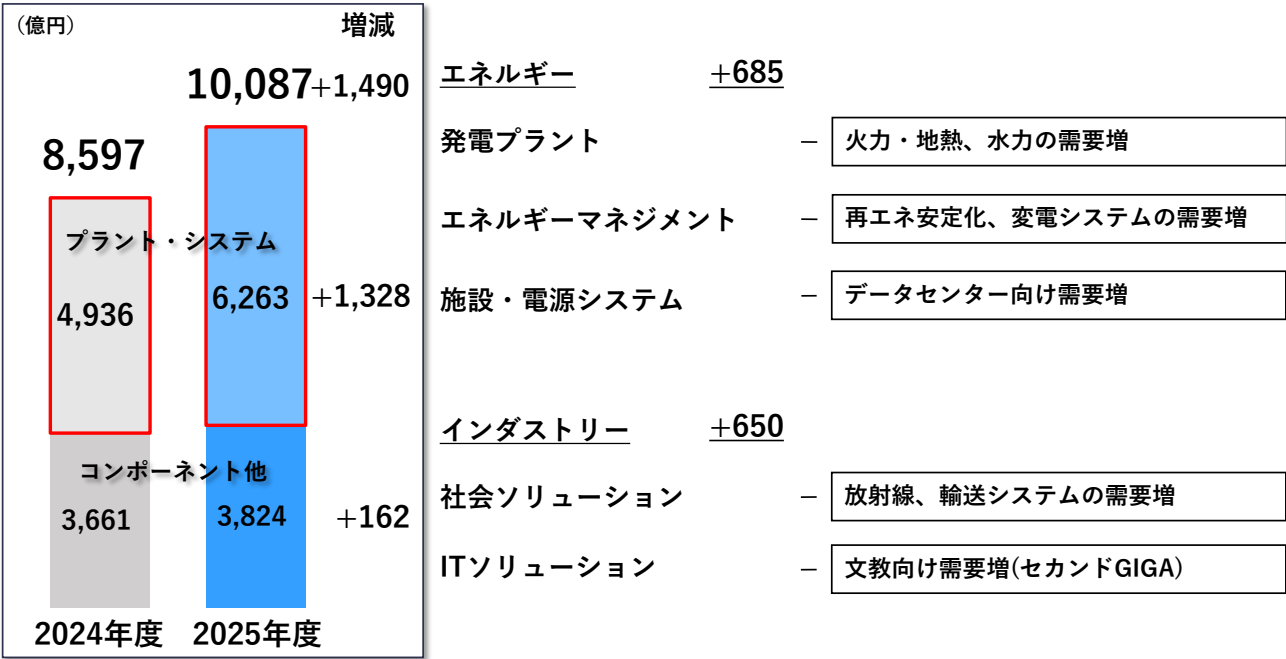 （億円）
増減
10,087
+1,490
8,597
プラント・システム
4,936
6,263
+1,328
コンポーネント他
3,661
3,824
+162
2024年度
2025年度
エネルギー +685
発電プラント – 火力・地熱、水力の需要増
エネルギーマネジメント – 再エネ安定化、変電システムの需要増
施設・電源システム – データセンター向け需要増
インダストリー +650
社会ソリューション – 放射線、輸送システムの需要増
ITソリューション – 文教向け需要増(セカンドGIGA)